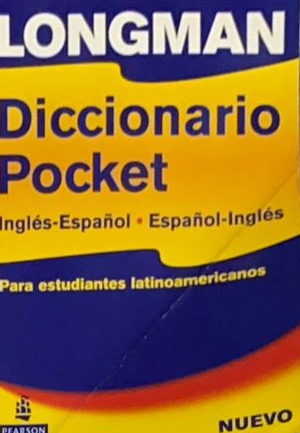 LONGMAN
Diccionario
Pocket
Inglés-Español • Español-Inglés
Para estudiantes latinoamericanos
NUEVO
PEARSON